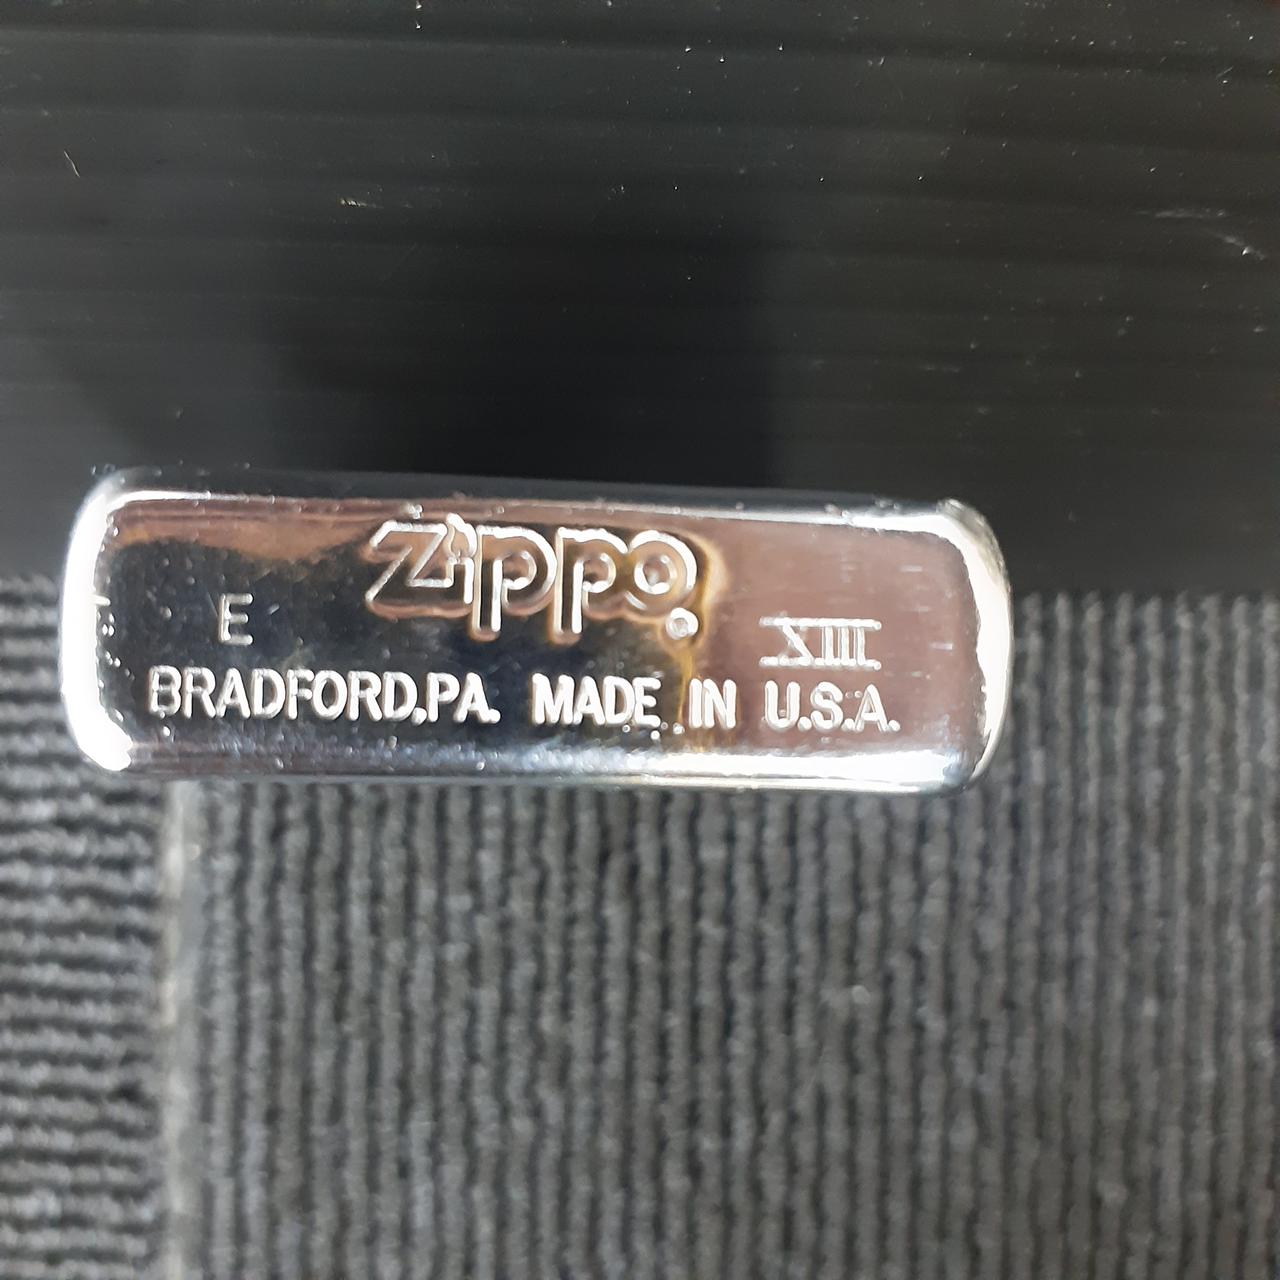 Zippo
E XIII
BRADFORD,PA. MADE IN U.S.A.